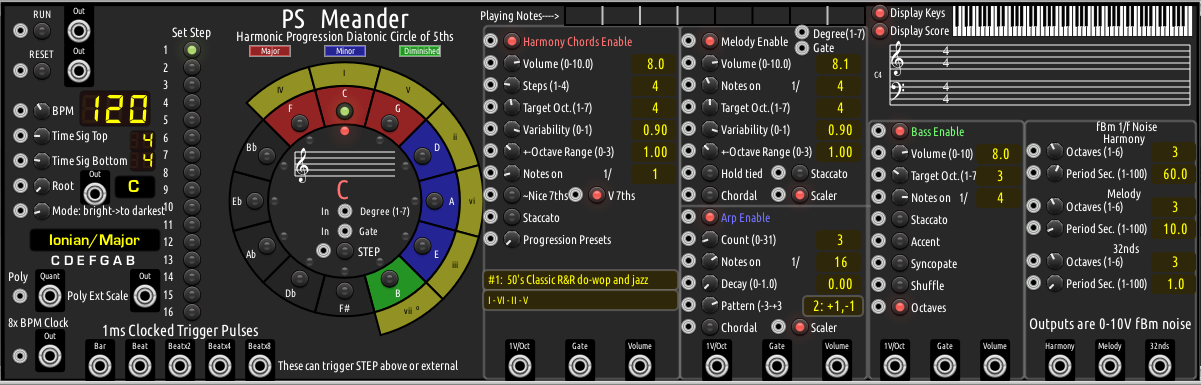 RUN
Out
RESET
Out
BPM
120
Time Sig Top
4
Time Sig Bottom
4
Root
Out
C
Mode: bright->to darkest
Ionian/Major
C D E F G A B
Poly
Quant
Poly Ext Scale
Out
8x BPM Clock
Out
1ms Clocked Trigger Pulses
Bar
Beat
Beatx2
Beatx4
Beatx8
These can trigger STEP above or external
Set Step
1
2
3
4
5
6
7
8
9
10
11
12
13
14
15
16
PS Meander
Harmonic Progression Diatonic Circle of 5ths
Major
Minor
Diminished
IV
I
V
ii
vi
iii
vii °
F
C
G
D
A
E
B
F#
Db
Ab
Eb
Bb
C
In
Degree (1-7)
In
Gate
STEP
Playing Notes---->
Harmony Chords Enable
Volume (0-10.0)
8.0
Steps (1-4)
4
Target Oct.(1-7)
4
Variability (0-1)
0.90
+-Octave Range (0-3)
1.00
Notes on 1/
1
~Nice 7ths
V 7ths
Staccato
Progression Presets
#1: 50's Classic R&R do-wop and jazz
I - VI - II - V
1V/Oct
Gate
Volume
Melody Enable
Degree(1-7)
Gate
Volume (0-10.0)
8.1
Notes on 1/
4
Target Oct.(1-7)
4
Variability (0-1)
0.90
+-Octave Range (0-3)
1.00
Hold tied
Staccato
Chordal
Scaler
Arp Enable
Count (0-31)
3
Notes on 1/
16
Decay (0-1.0)
0.00
Pattern (-3-+3
2: +1,-1
Chordal
Scaler
1V/Oct
Gate
Volume
Display Keys
Display Score
C4
4
4
4
4
Bass Enable
Volume (0-10)
8.0
Target Oct.(1-7
3
Notes on 1/
4
Staccato
Accent
Syncopate
Shuffle
Octaves
1V/Oct
Gate
Volume
fBm 1/f Noise
Harmony
Octaves (1-6)
3
Period Sec. (1-100)
60.0
Melody
Octaves (1-6)
3
Period Sec. (1-100)
10.0
32nds
Octaves (1-6)
3
Period Sec. (1-100)
1.0
Outputs are 0-10V fBm noise
Harmony
Melody
32nds